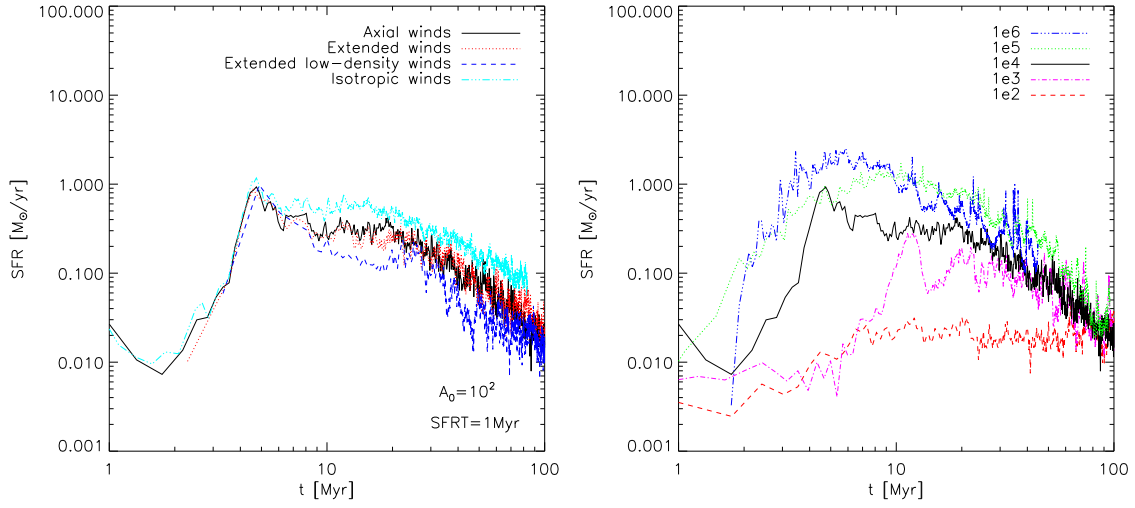 100.000
10.000
1.000
0.100
0.010
0.001
SFR [M⊙/yr]
Axial winds
Extended winds
Extended low−density winds
Isotropic winds
A₀=10²
SFRT=1Myr
1 10 100
t [Myr]
100.000
10.000
1.000
0.100
0.010
0.001
SFR [M⊙/yr]
1e6
1e5
1e4
1e3
1e2
1 10 100
t [Myr]